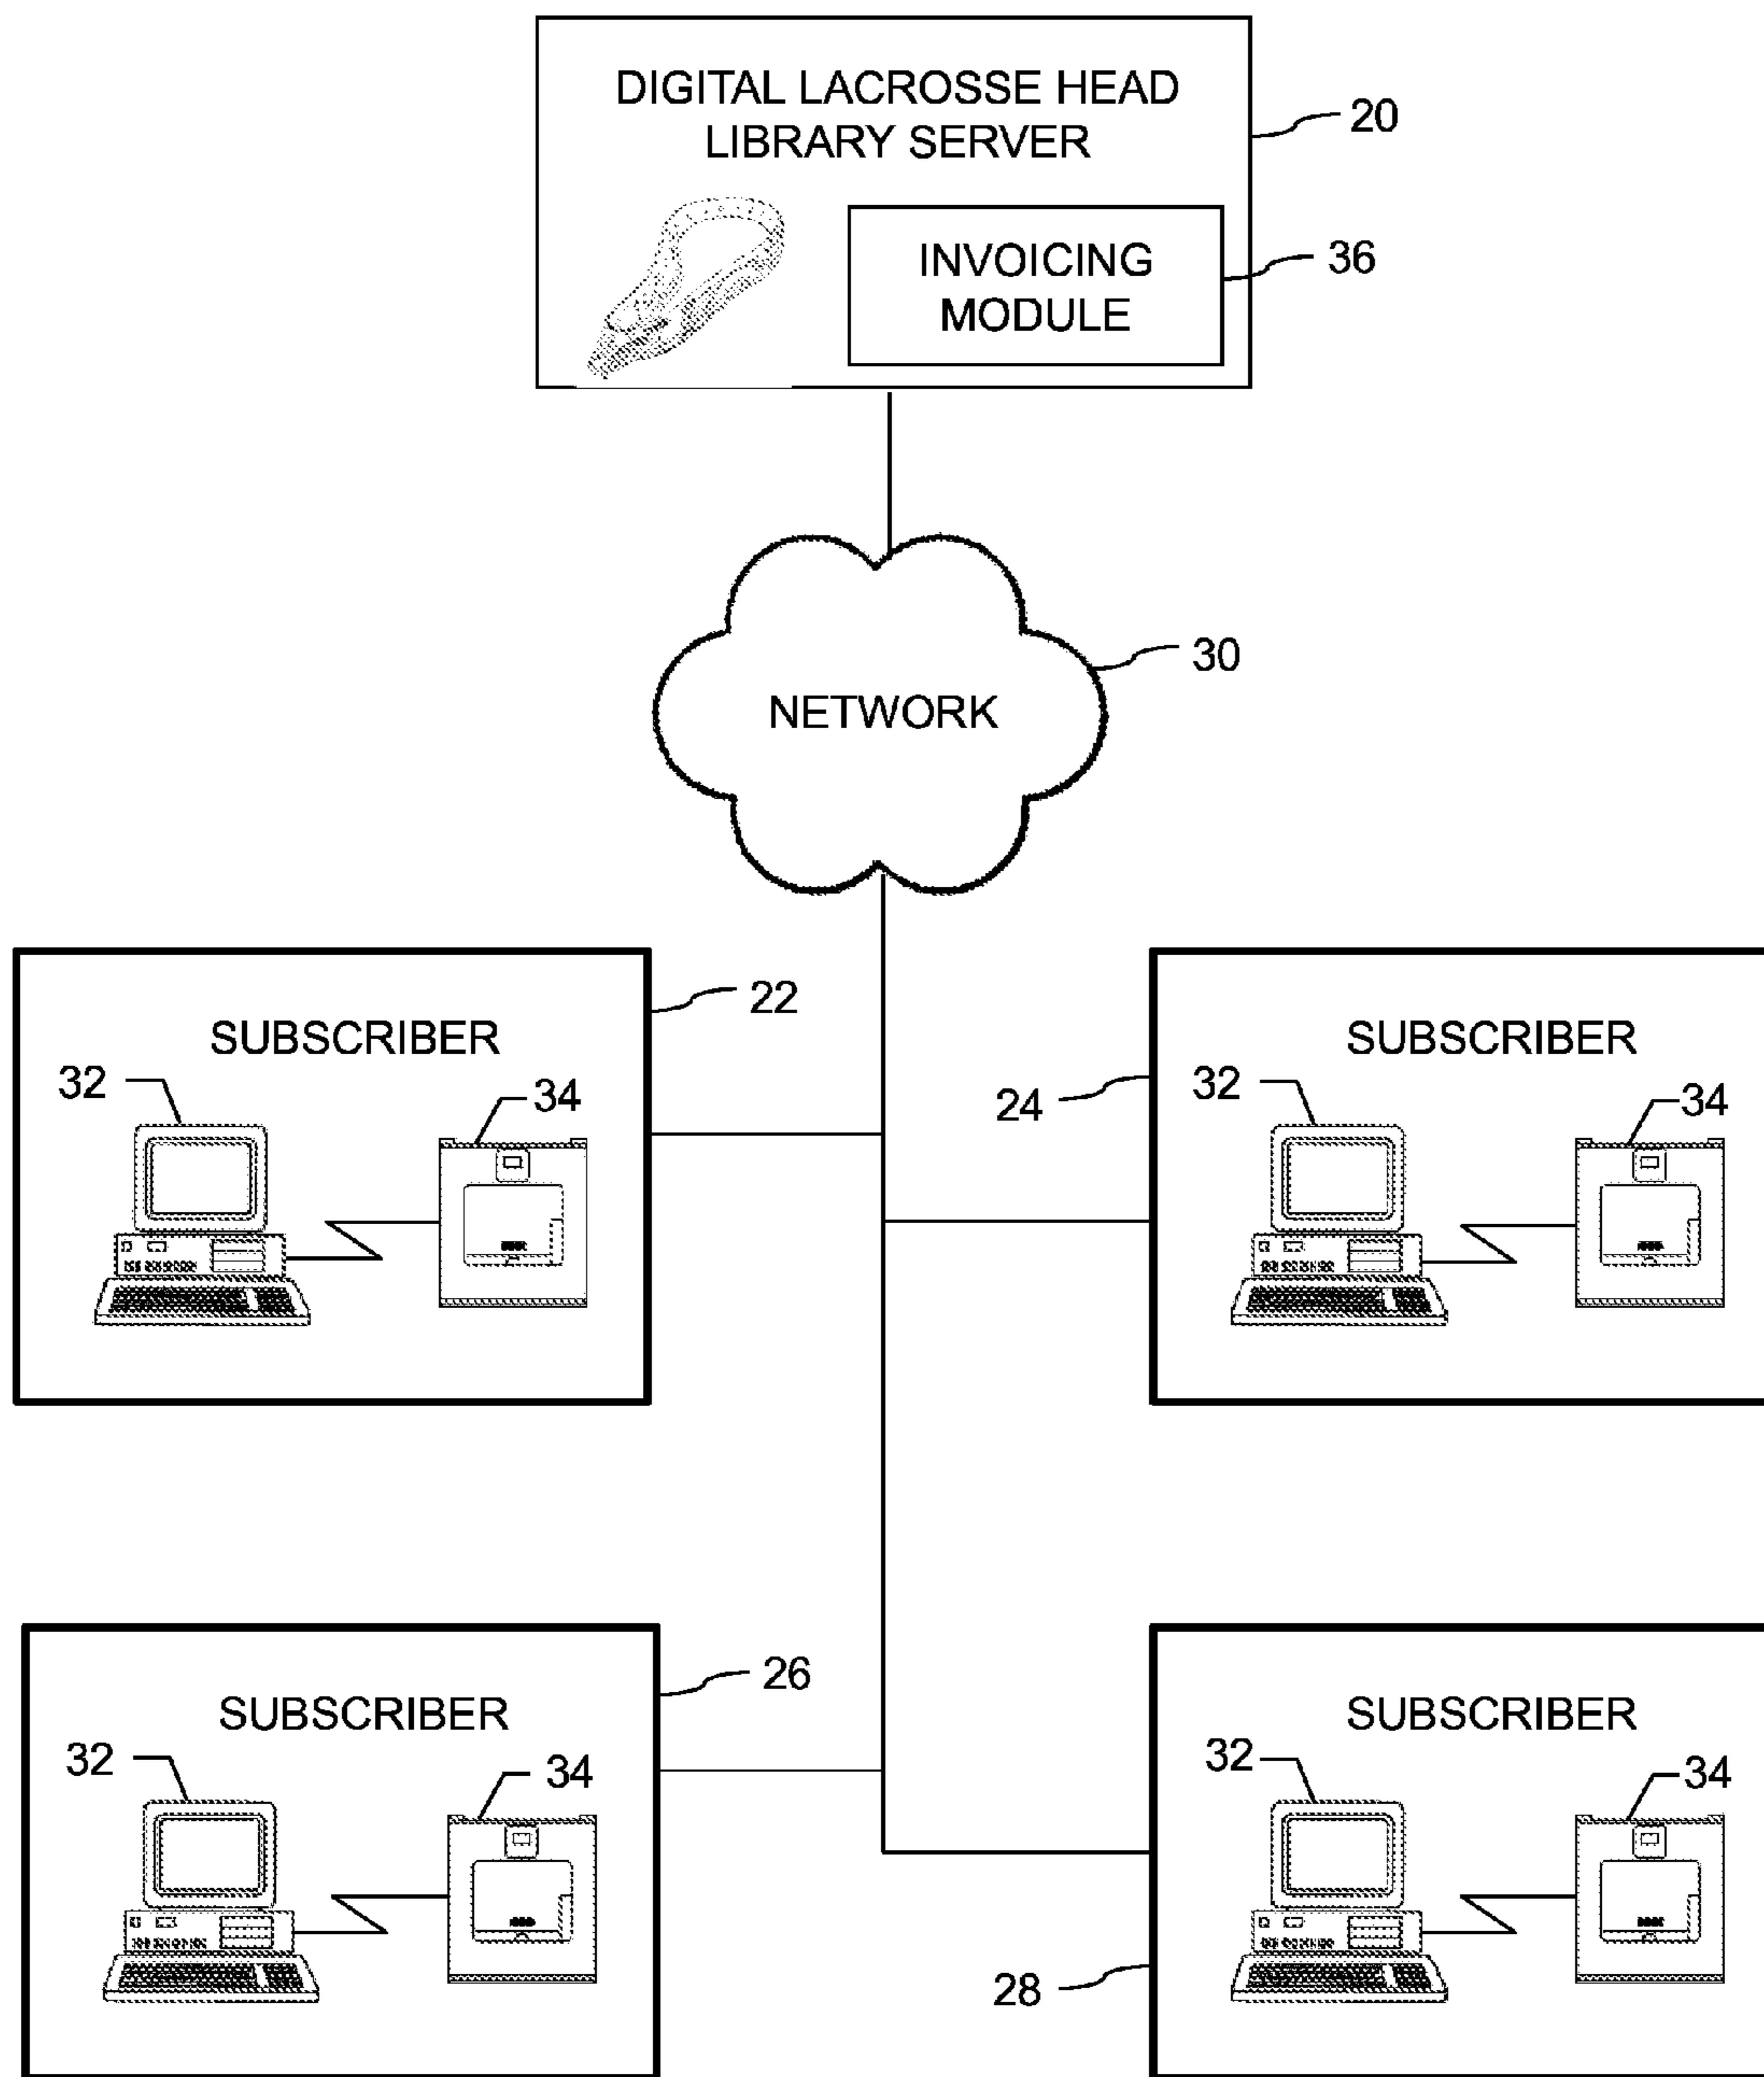 DIGITAL LACROSSE HEAD
LIBRARY SERVER
20
INVOICING
MODULE
36
NETWORK
30
SUBSCRIBER
22
32
34
SUBSCRIBER
24
32
34
SUBSCRIBER
26
32
34
SUBSCRIBER
32
34
28